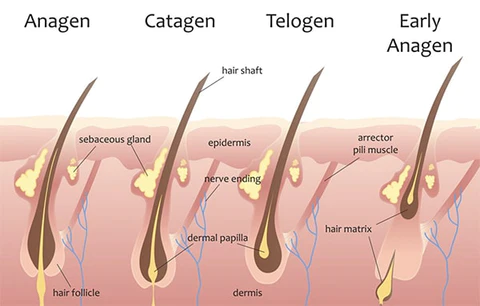 Anagen
Catagen
Telogen
Early
Anagen
hair shaft
sebaceous gland
epidermis
arrector
pili muscle
nerve ending
hair matrix
dermal papilla
hair follicle
dermis